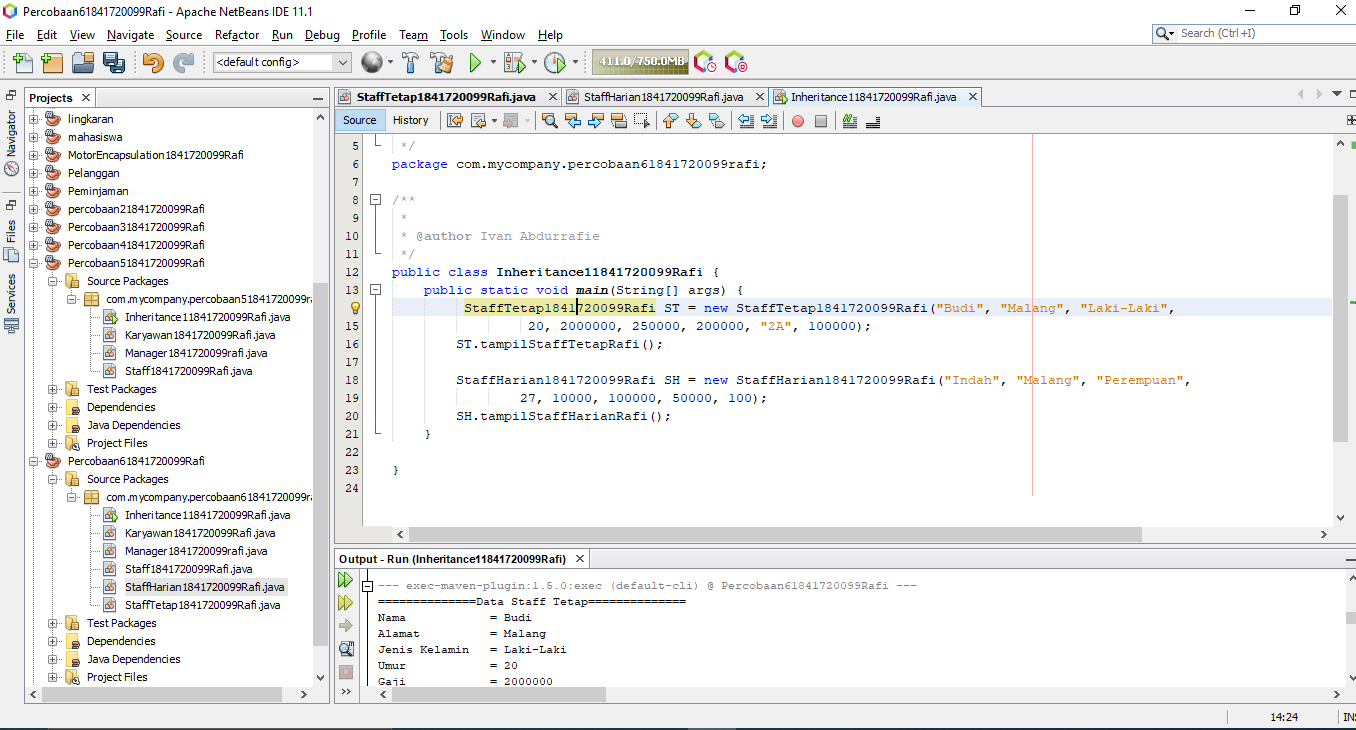 Percobaan61841720099Rafi - Apache NetBeans IDE 11.1
File Edit View Navigate Source Refactor Run Debug Profile Team Tools Window Help
Search (Ctrl+I)
<default config>
411.0/750.0MB
Projects
Navigator
Files
Services
lingkaran
mahasiswa
MotorEncapsulation1841720099Rafi
Pelanggan
Peminjaman
percobaan21841720099Rafi
Percobaan31841720099Rafi
Percobaan41841720099Rafi
Percobaan51841720099Rafi
Source Packages
com.mycompany.percobaan51841720099r
Inheritance11841720099Rafi.java
Karyawan1841720099Rafi.java
Manager1841720099Rafi.java
Staff1841720099Rafi.java
Test Packages
Dependencies
Java Dependencies
Project Files
Percobaan61841720099Rafi
Source Packages
com.mycompany.percobaan61841720099r
Inheritance11841720099Rafi.java
Karyawan1841720099Rafi.java
Manager1841720099rafi.java
Staff1841720099Rafi.java
StaffHarian1841720099Rafi.java
StaffTetap1841720099Rafi.java
Test Packages
Dependencies
Java Dependencies
Project Files
StaffTetap1841720099Rafi.java StaffHarian1841720099Rafi.java Inheritance11841720099Rafi.java
Source History
5 */
6 package com.mycompany.percobaan61841720099rafi;
7
8 /**
9 *
10 * @author Ivan Abdurrafie
11 */
12 public class Inheritance11841720099Rafi {
13 public static void main(String[] args) {
StaffTetap1841720099Rafi ST = new StaffTetap1841720099Rafi("Budi", "Malang", "Laki-Laki",
15 20, 2000000, 250000, 200000, "2A", 100000);
16 ST.tampilStaffTetapRafi();
17
18 StaffHarian1841720099Rafi SH = new StaffHarian1841720099Rafi("Indah", "Malang", "Perempuan",
19 27, 10000, 100000, 50000, 100);
20 SH.tampilStaffHarianRafi();
21 }
22
23 }
24
Output - Run (Inheritance11841720099Rafi)
--- exec-maven-plugin:1.5.0:exec (default-cli) @ Percobaan61841720099Rafi ---
==============Data Staff Tetap==============
Nama = Budi
Alamat = Malang
Jenis Kelamin = Laki-Laki
Umur = 20
Gaji = 2000000
14:24 INS